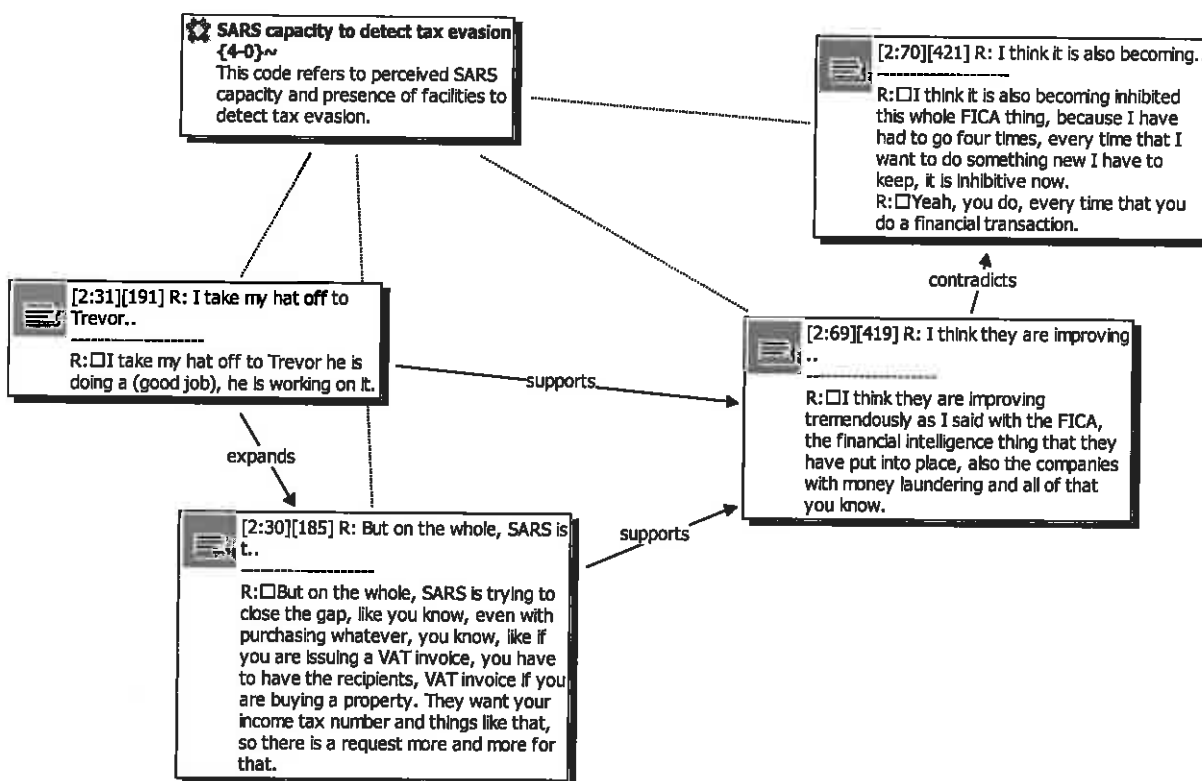 SARS capacity to detect tax evasion
{4-0}~
This code refers to perceived SARS
capacity and presence of facilities to
detect tax evasion.
[2:70][421] R: I think it is also becoming.
R:☐I think it is also becoming inhibited
this whole FICA thing, because I have
had to go four times, every time that I
want to do something new I have to
keep, it is inhibitive now.
R:☐Yeah, you do, every time that you
do a financial transaction.
contradicts
[2:31][191] R: I take my hat off to
Trevor..
R:☐I take my hat off to Trevor he is
doing a (good job), he is working on it.
supports
[2:69][419] R: I think they are improving
..
R:☐I think they are improving
tremendously as I said with the FICA,
the financial intelligence thing that they
have put into place, also the companies
with money laundering and all of that
you know.
expands
supports
[2:30][185] R: But on the whole, SARS is
t..
R:☐But on the whole, SARS is trying to
close the gap, like you know, even with
purchasing whatever, you know, like if
you are issuing a VAT invoice, you have
to have the recipients, VAT invoice if you
are buying a property. They want your
income tax number and things like that,
so there is a request more and more for
that.